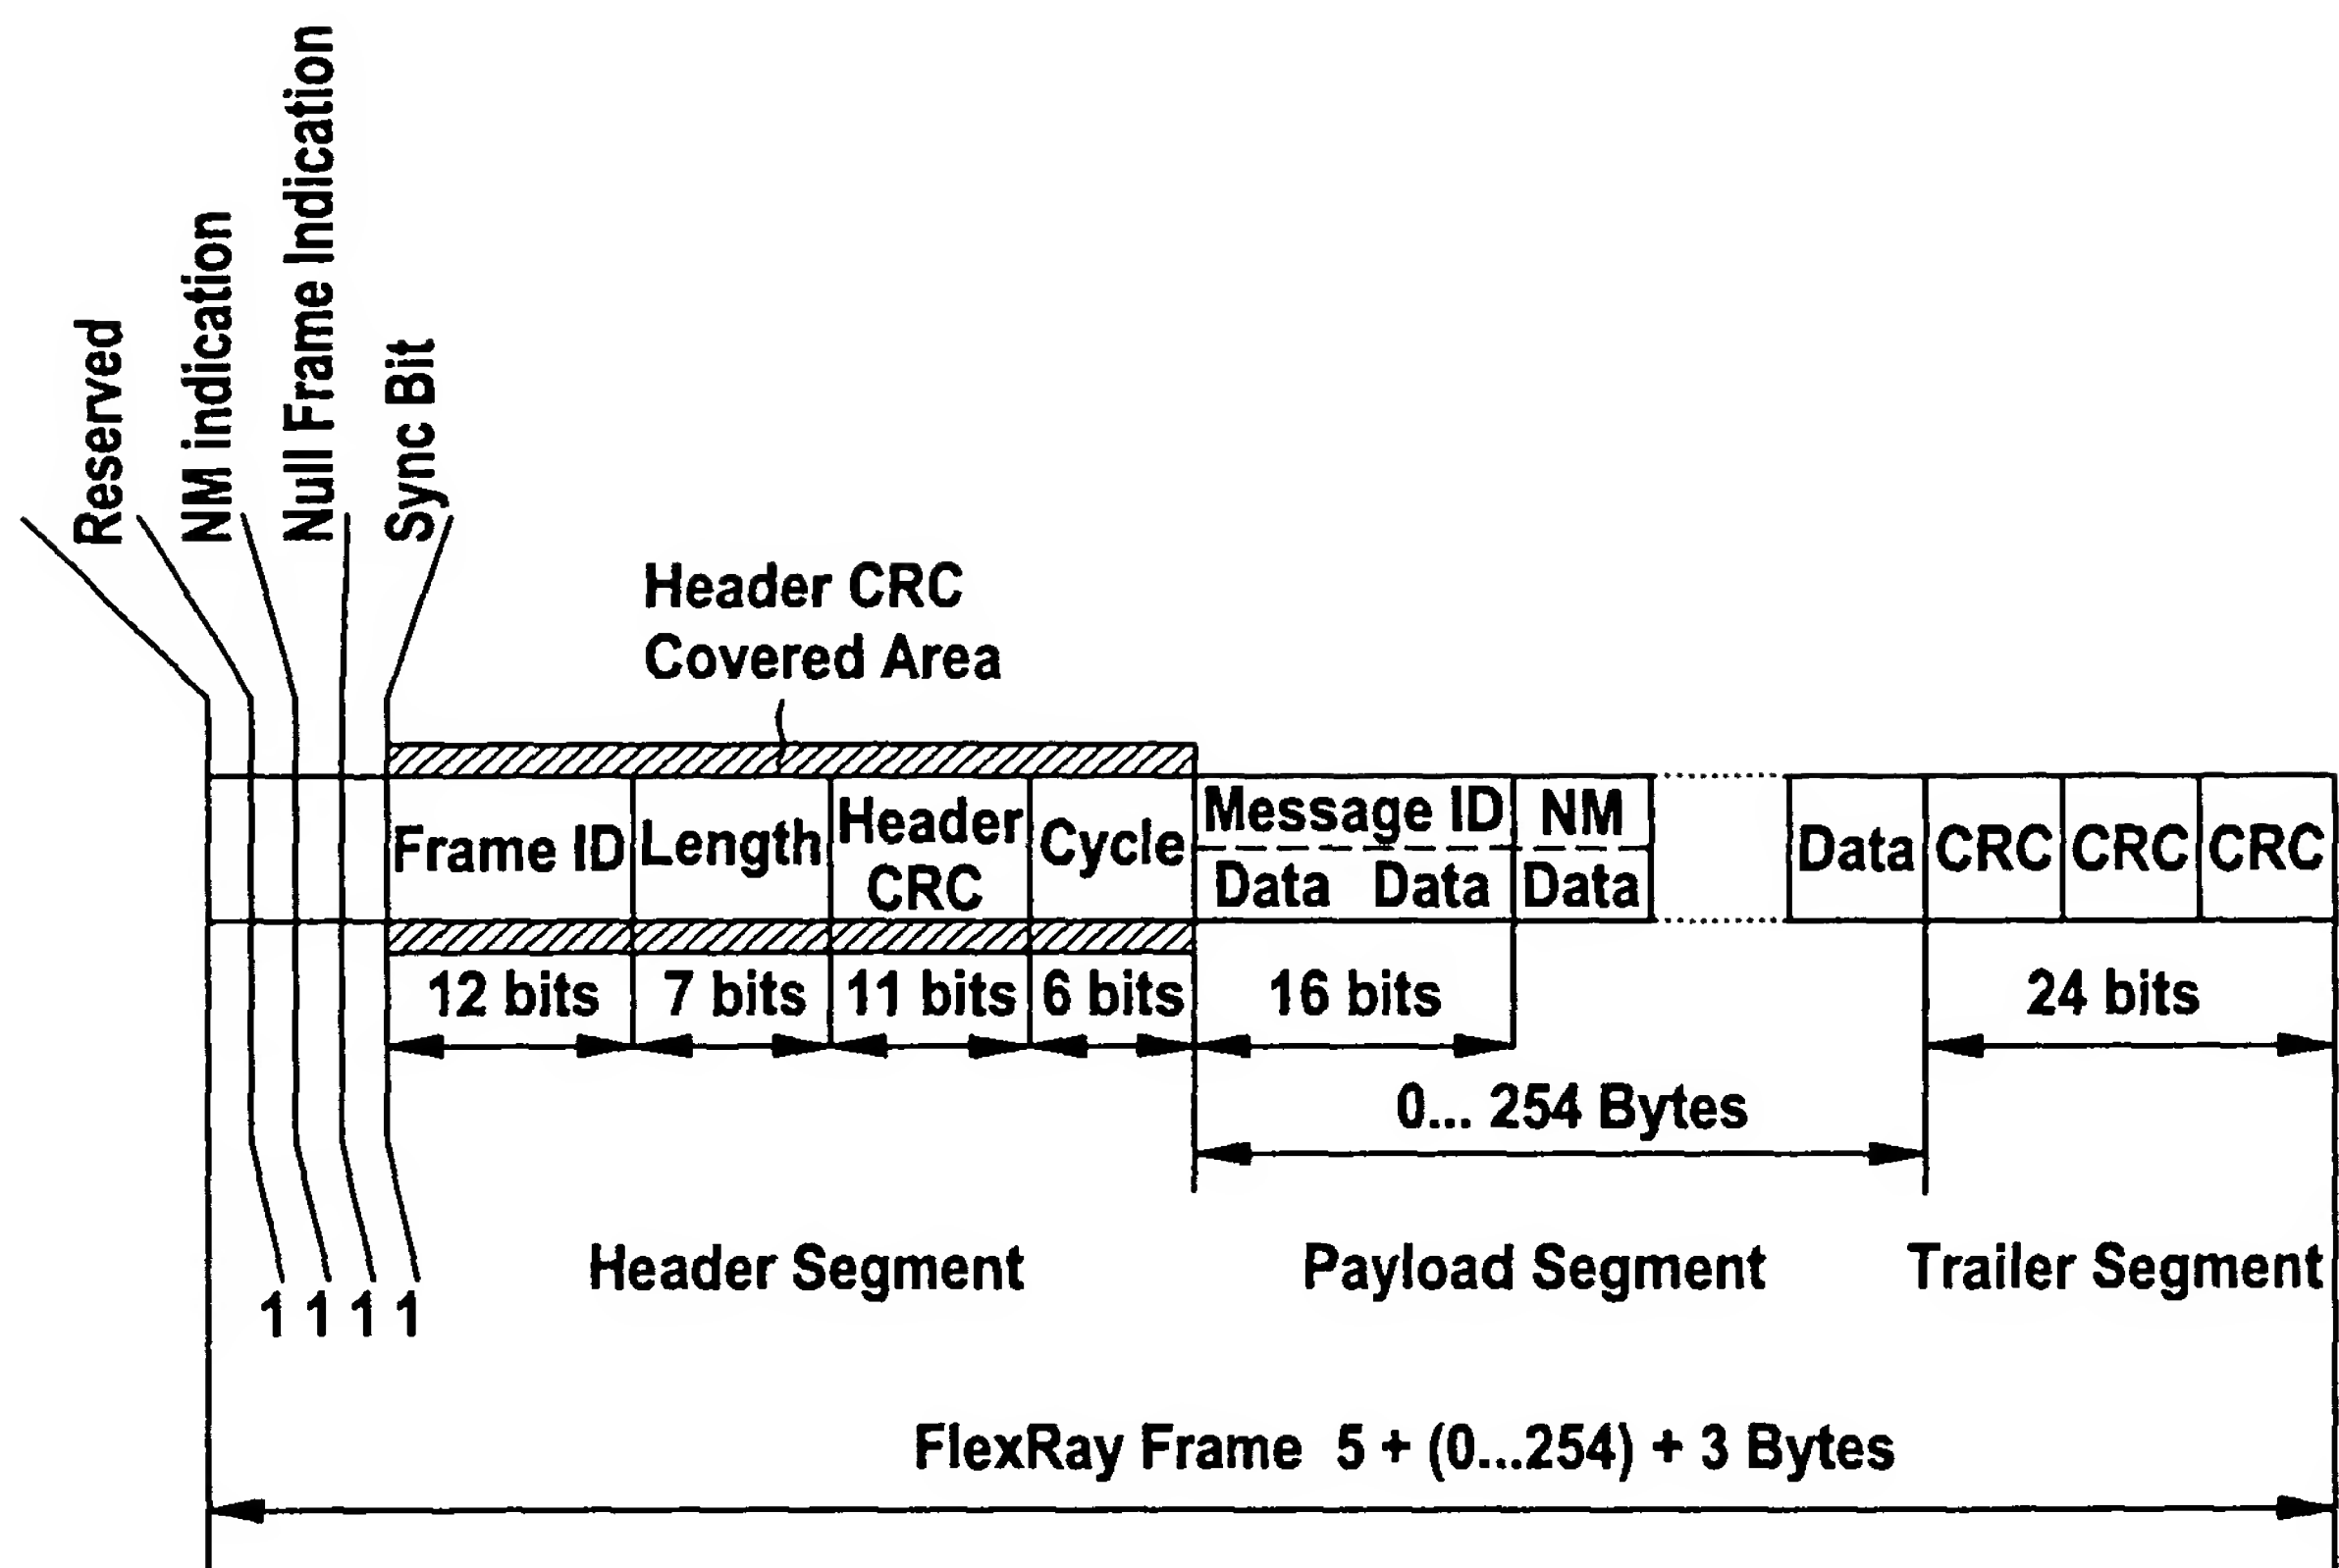 Reserved
NM indication
Null Frame Indication
Sync Bit
Header CRC
Covered Area
Frame ID
Length
Header
CRC
Cycle
Message ID
Data Data
NM
Data
Data
CRC
CRC
CRC
12 bits
7 bits
11 bits
6 bits
16 bits
24 bits
0... 254 Bytes
Header Segment
Payload Segment
Trailer Segment
1 1 1 1
FlexRay Frame 5 + (0...254) + 3 Bytes